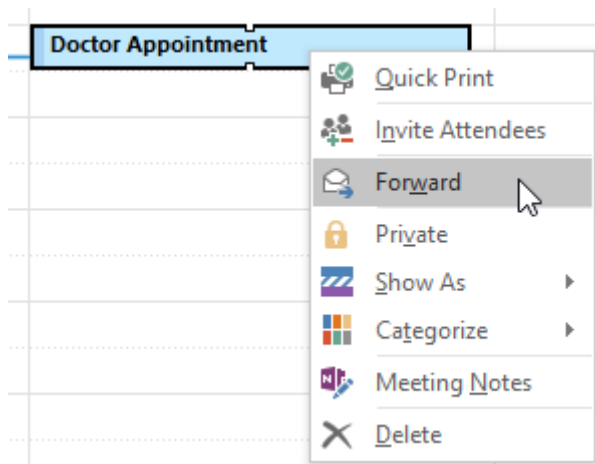 Doctor Appointment
Quick Print
Invite Attendees
Forward
Private
Show As
Categorize
Meeting Notes
Delete